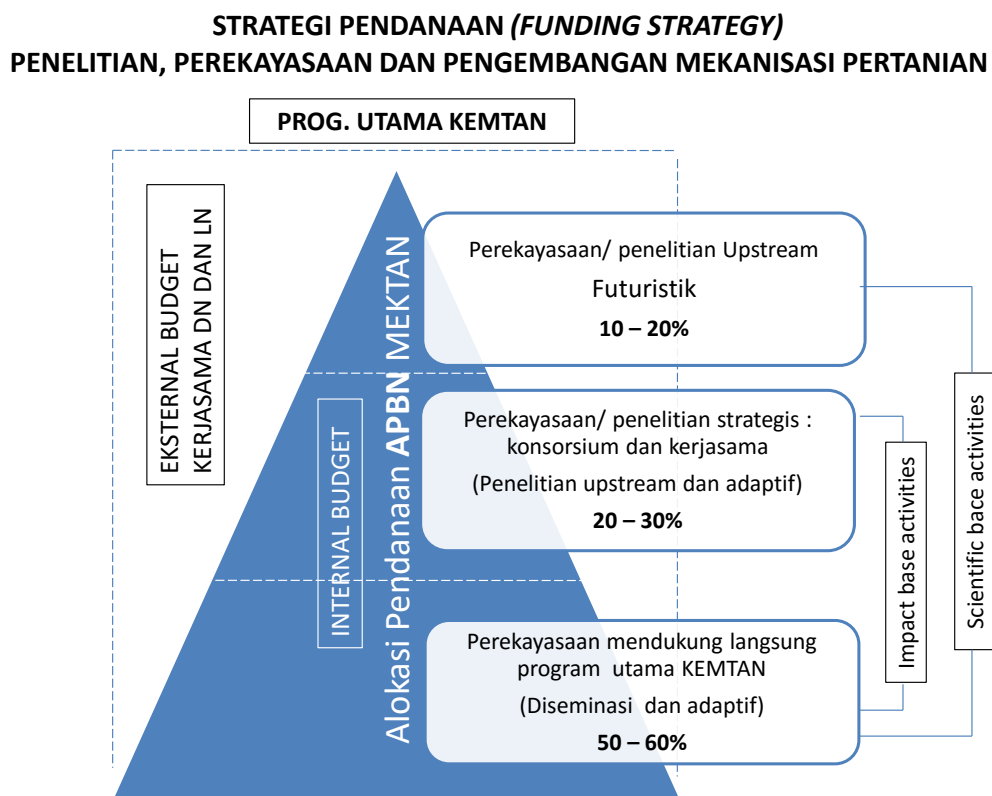 STRATEGI PENDANAAN (FUNDING STRATEGY)
PENELITIAN, PEREKAYASAAN DAN PENGEMBANGAN MEKANISASI PERTANIAN
PROG. UTAMA KEMTAN
EKSTERNAL BUDGET
KERJASAMA DN DAN LN
INTERNAL BUDGET
Alokasi Pendanaan APBN MEKTAN
Perekayasaan/ penelitian Upstream
Futuristik
10 – 20%
Perekayasaan/ penelitian strategis :
konsorsium dan kerjasama
(Penelitian upstream dan adaptif)
20 – 30%
Perekayasaan mendukung langsung
program utama KEMTAN
(Diseminasi dan adaptif)
50 – 60%
Impact base activities
Scientific bace activities